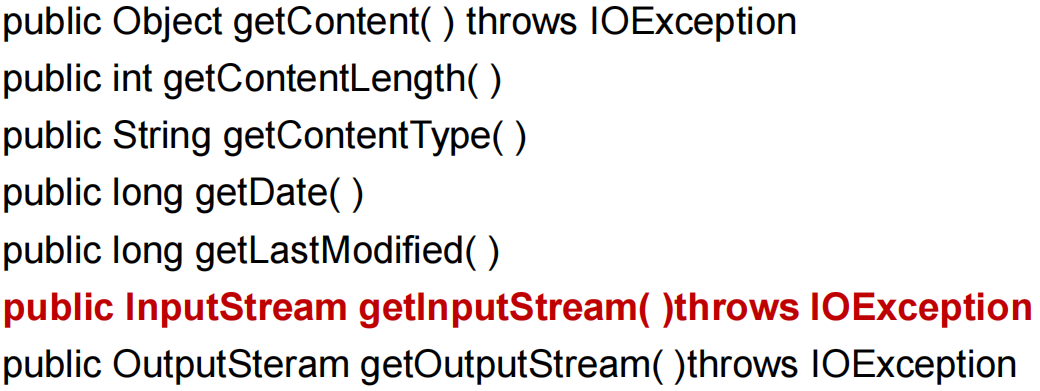 public Object getContent( ) throws IOException
public int getContentLength( )
public String getContentType( )
public long getDate( )
public long getLastModified( )
public InputStream getInputStream( )throws IOException
public OutputSteram getOutputStream( )throws IOException